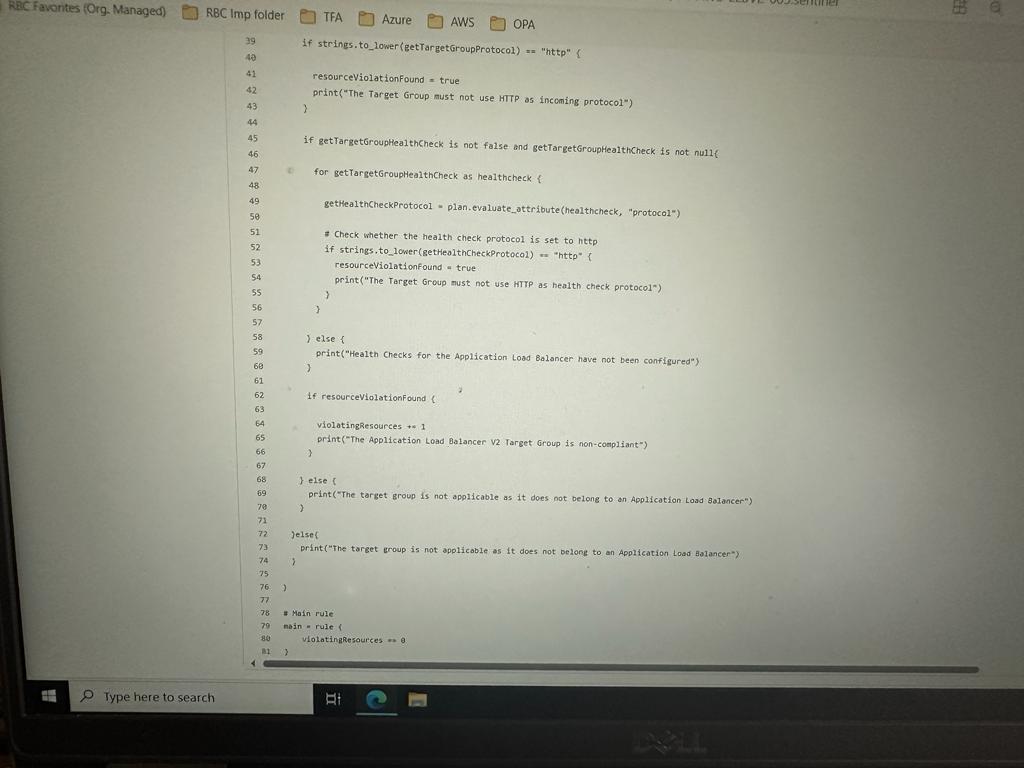 RBC Favorites (Org. Managed) RBC Imp folder TFA Azure AWS OPA
39 if strings.to_lower(getTargetGroupProtocol) == "http" {
40
41 resourceViolationFound = true
42 print("The Target Group must not use HTTP as incoming protocol")
43 }
44
45 if getTargetGroupHealthCheck is not false and getTargetGroupHealthCheck is not null{
46
47 for getTargetGroupHealthCheck as healthcheck {
48
49 getHealthCheckProtocol = plan.evaluate_attribute(healthcheck, "protocol")
50
51 # Check whether the health check protocol is set to http
52 if strings.to_lower(getHealthCheckProtocol) == "http" {
53 resourceViolationFound = true
54 print("The Target Group must not use HTTP as health check protocol")
55 }
56 }
57
58 } else {
59 print("Health Checks for the Application Load Balancer have not been configured")
60 }
61
62 if resourceViolationFound {
63
64 violatingResources += 1
65 print("The Application Load Balancer V2 Target Group is non-compliant")
66 }
67
68 } else {
69 print("The target group is not applicable as it does not belong to an Application Load Balancer")
70 }
71
72 }else{
73 print("The target group is not applicable as it does not belong to an Application Load Balancer")
74 }
75
76 }
77
78 # Main rule
79 main = rule {
80 violatingResources == 0
81 }
Type here to search
DELL